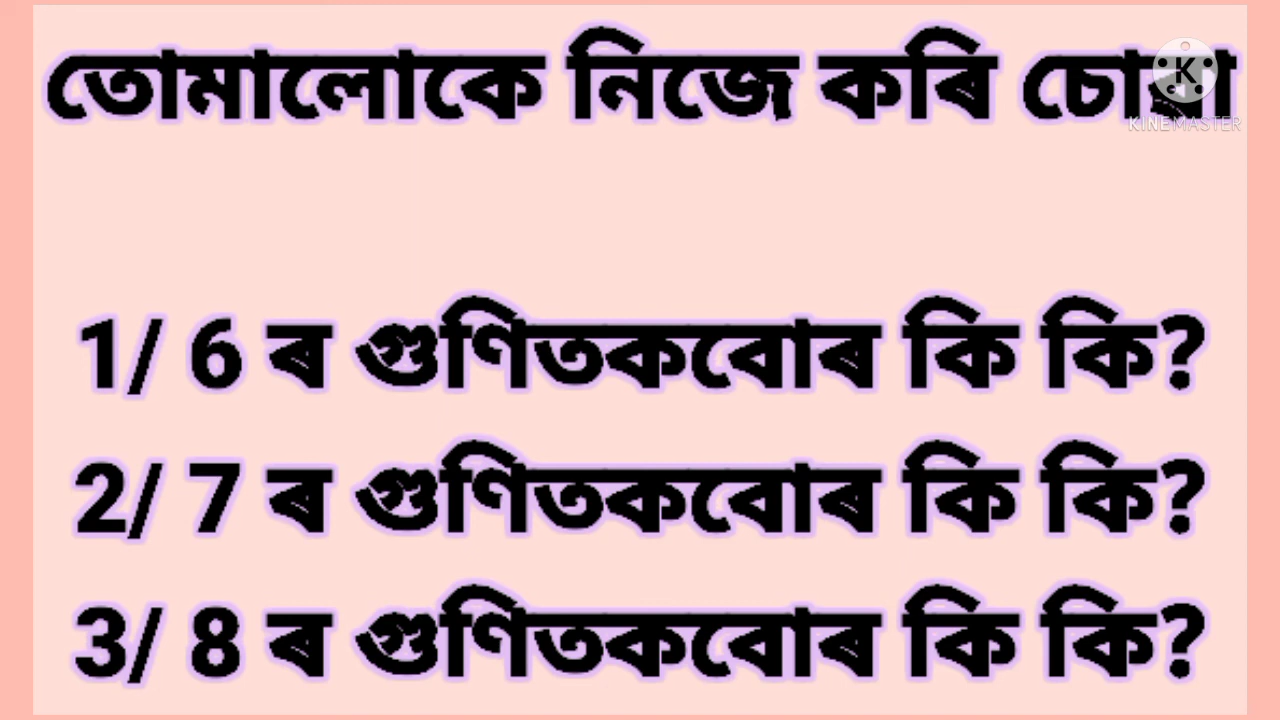 তোমালোকে নিজে কৰি চোৱা
KINEMASTER
1/ 6 ৰ গুণিতকবোৰ কি কি?
2/ 7 ৰ গুণিতকবোৰ কি কি?
3/ 8 ৰ গুণিতকবোৰ কি কি?